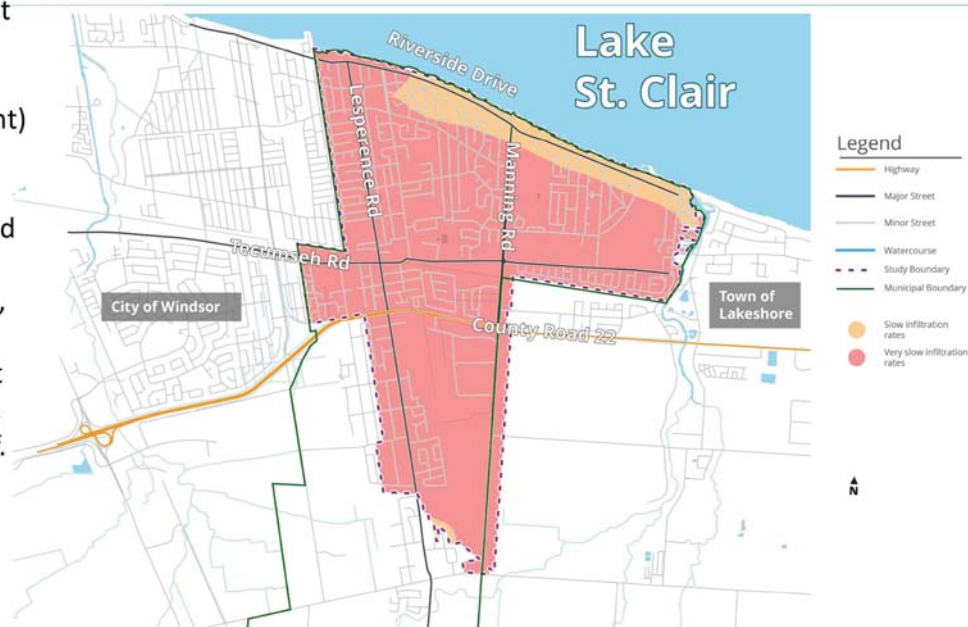 t
nt)
d
,
t
f.
Lake
St. Clair
Riverside Drive
Lesperence Rd
Manning Rd
Tecumseh Rd
City of Windsor
County Road 22
Town of
Lakeshore
Legend
Highway
Major Street
Minor Street
Watercourse
Study Boundary
Municipal Boundary
Slow infiltration
rates
Very slow infiltration
rates
N